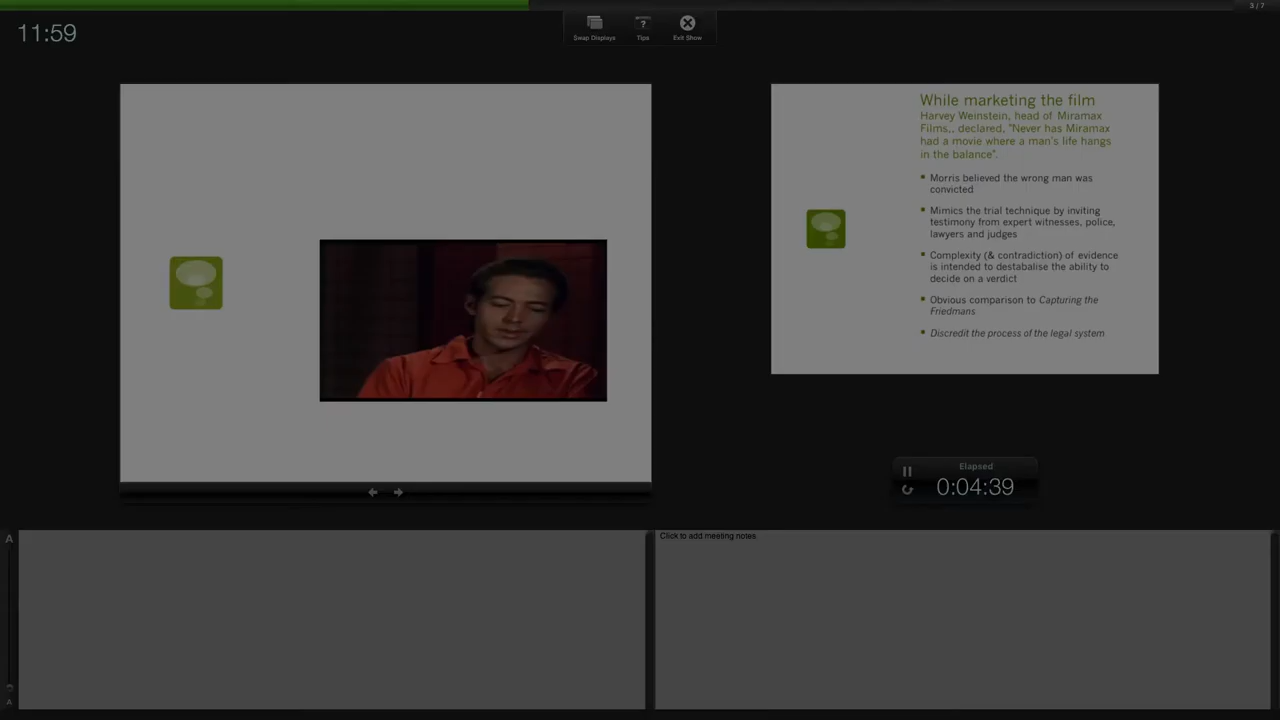 3 / 7
11:59
Swap Displays
Tips
Exit Show
While marketing the film
Harvey Weinstein, head of Miramax
Films,, declared, "Never has Miramax
had a movie where a man's life hangs
in the balance".
Morris believed the wrong man was
convicted
Mimics the trial technique by inviting
testimony from expert witnesses, police,
lawyers and judges
Complexity (& contradiction) of evidence
is intended to destabalise the ability to
decide on a verdict
Obvious comparison to Capturing the
Friedmans
Discredit the process of the legal system
Elapsed
0:04:39
A
A
Click to add meeting notes.